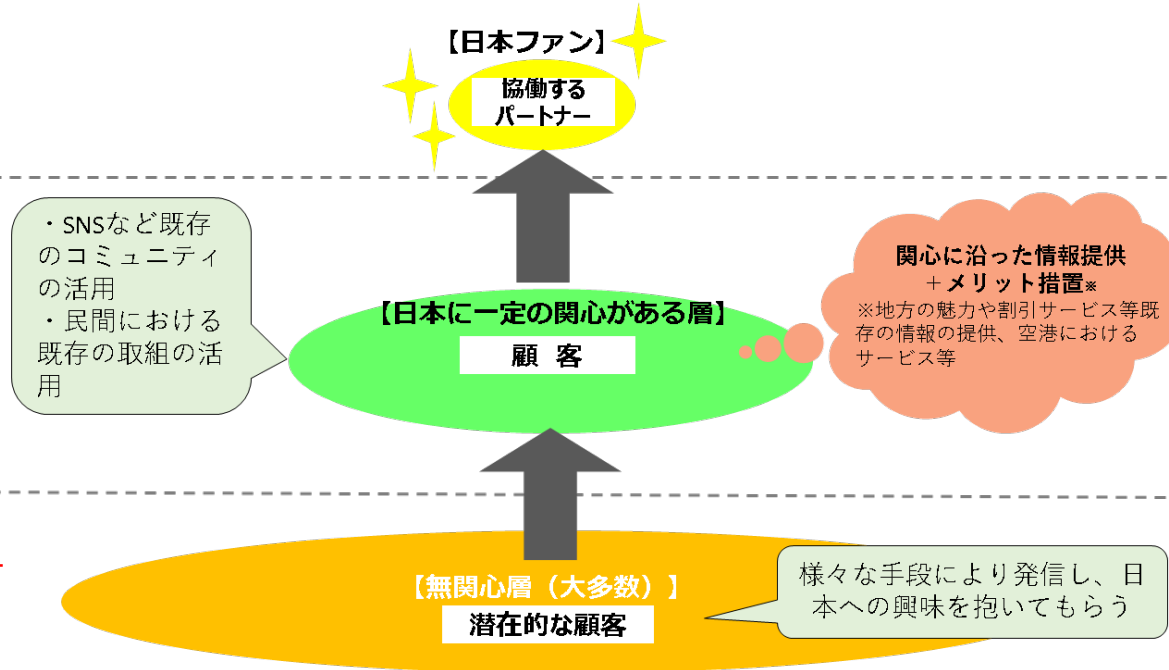 【日本ファン】
協働する
パートナー
・SNSなど既存
のコミュニティ
の活用
・民間における
既存の取組の活
用
【日本に一定の関心がある層】
顧 客
関心に沿った情報提供
＋メリット措置※
※地方の魅力や割引サービス等既
存の情報の提供、空港における
サービス等
【無関心層（大多数）】
潜在的な顧客
様々な手段により発信し、日
本への興味を抱いてもらう